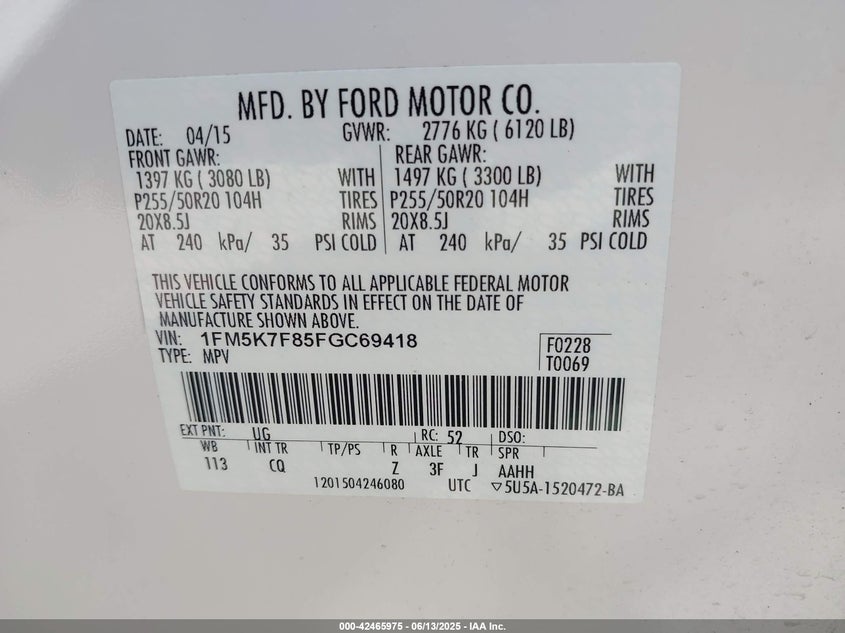 MFD. BY FORD MOTOR CO.
DATE: 04/15 GVWR: 2776 KG ( 6120 LB)
FRONT GAWR: REAR GAWR:
1397 KG ( 3080 LB) WITH 1497 KG ( 3300 LB) WITH
P255/50R20 104H TIRES P255/50R20 104H TIRES
20X8.5J RIMS 20X8.5J RIMS
AT 240 kPa/ 35 PSI COLD AT 240 kPa/ 35 PSI COLD
THIS VEHICLE CONFORMS TO ALL APPLICABLE FEDERAL MOTOR
VEHICLE SAFETY STANDARDS IN EFFECT ON THE DATE OF
MANUFACTURE SHOWN ABOVE.
VIN: 1FM5K7F85FGC69418 F0228
TYPE: MPV T0069
EXT PNT: UG RC: 52 DSO:
WB INT TR TP/PS R AXLE TR SPR
113 CQ Z 3F J AAHH
1201504246080 UTC ▽5U5A-1520472-BA
000-42465975 - 06/13/2025 - IAA Inc.